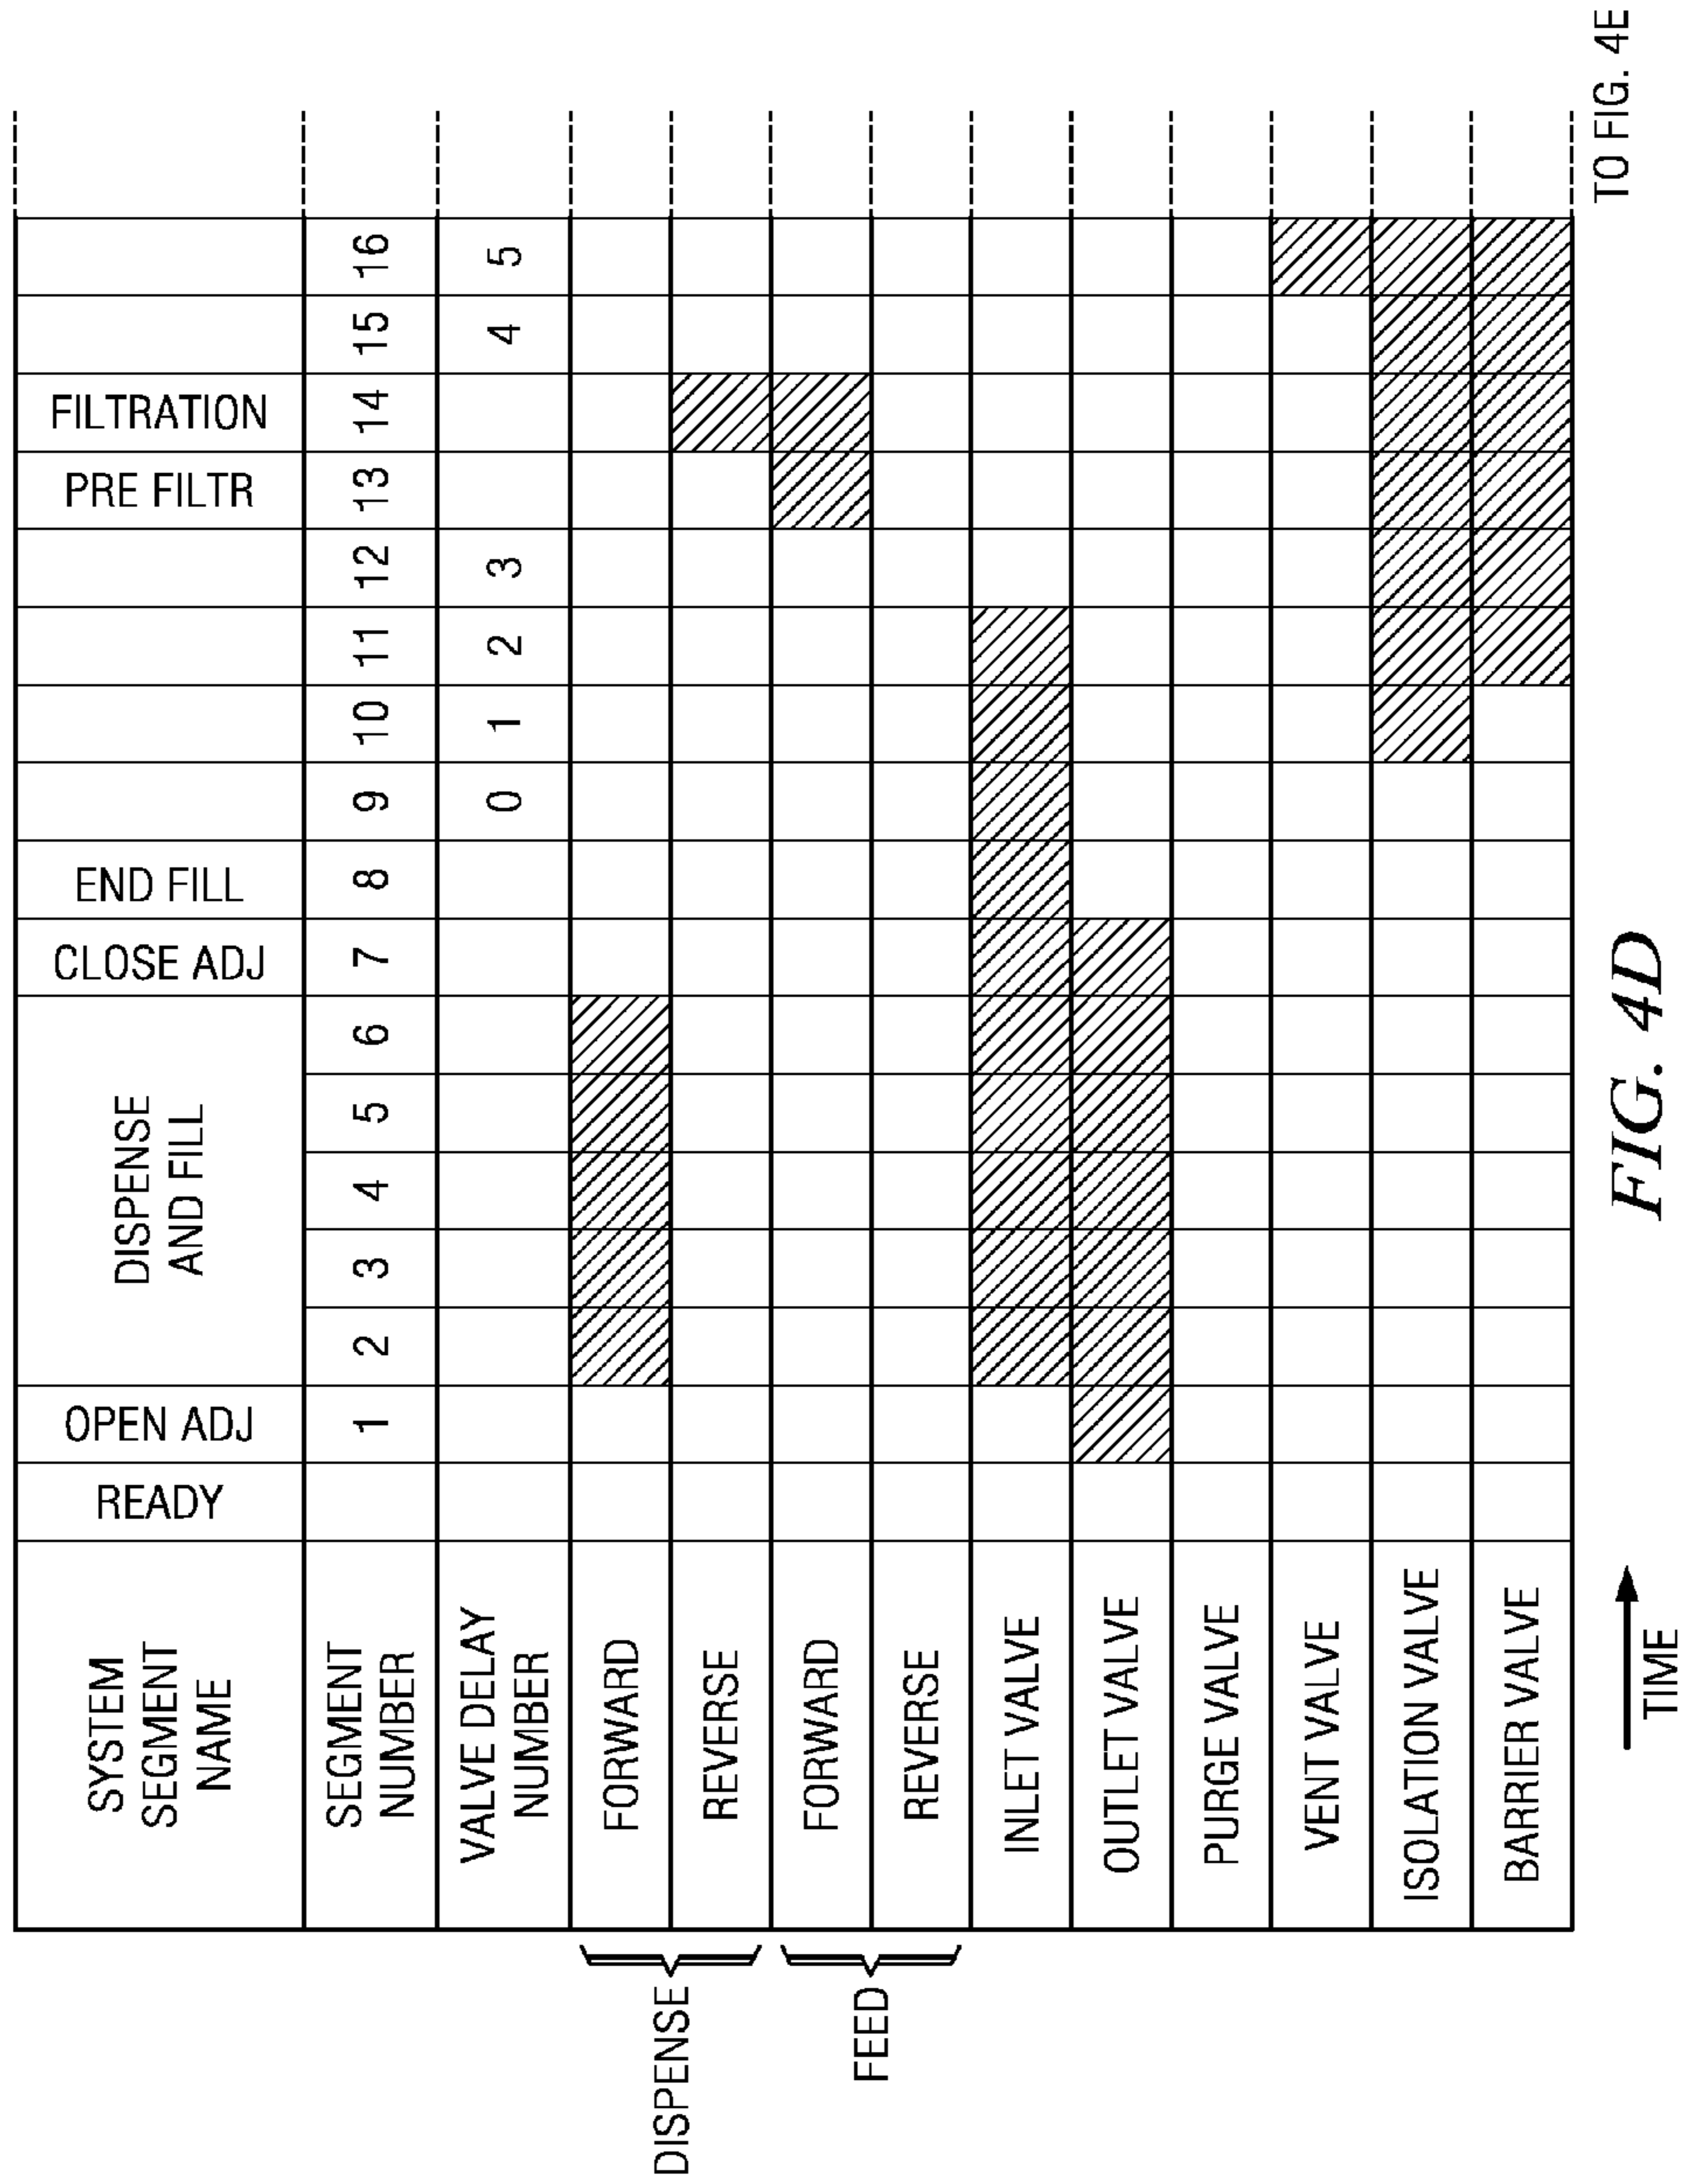 SYSTEM
SEGMENT
NAME
READY
OPEN ADJ
DISPENSE
AND FILL
CLOSE ADJ
END FILL
PRE FILTR
FILTRATION
SEGMENT
NUMBER
1 2 3 4 5 6 7 8 9 10 11 12 13 14 15 16
VALVE DELAY
NUMBER
0 1 2 3 4 5
DISPENSE
FORWARD
REVERSE
FEED
FORWARD
REVERSE
INLET VALVE
OUTLET VALVE
PURGE VALVE
VENT VALVE
ISOLATION VALVE
BARRIER VALVE
TIME
TO FIG. 4E
FIG. 4D